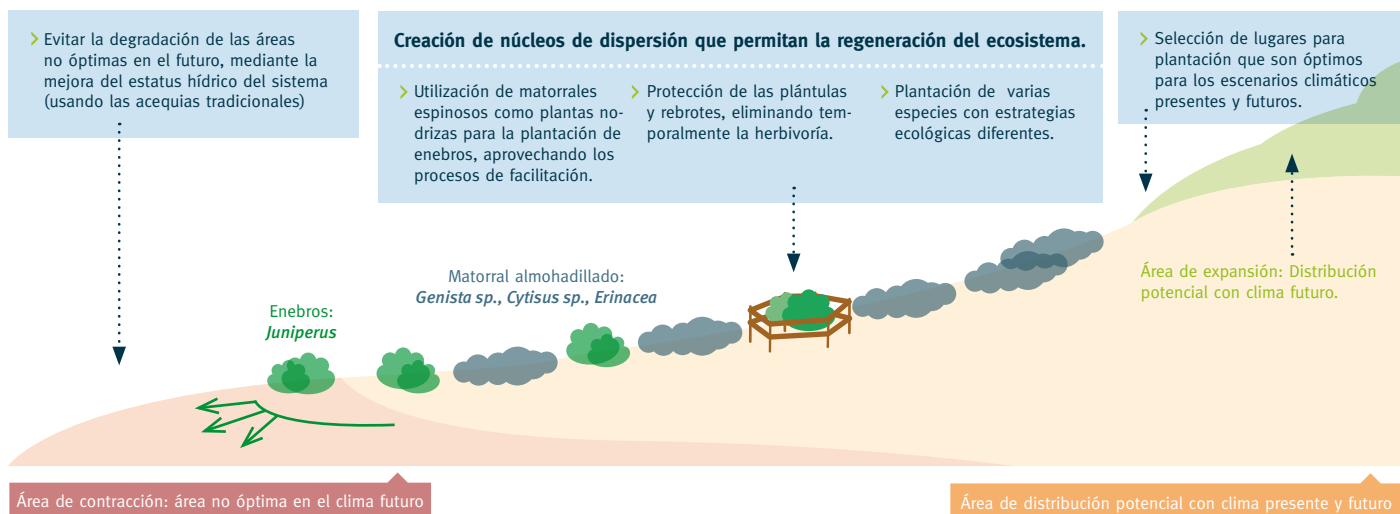 Evitar la degradación de las áreas
no óptimas en el futuro, mediante la
mejora del estatus hídrico del sistema
(usando las acequias tradicionales)
Creación de núcleos de dispersión que permitan la regeneración del ecosistema.
Utilización de matorrales
espinosos como plantas no-
drizas para la plantación de
enebros, aprovechando los
procesos de facilitación.
Protección de las plántulas
y rebrotes, eliminando tem-
poralmente la herbivoría.
Plantación de varias
especies con estrategias
ecológicas diferentes.
Selección de lugares para
plantación que son óptimos
para los escenarios climáticos
presentes y futuros.
Matorral almohadillado:
Genista sp., Cytisus sp., Erinacea
Enebros:
Juniperus
Área de expansión: Distribución
potencial con clima futuro.
Área de contracción: área no óptima en el clima futuro
Área de distribución potencial con clima presente y futuro